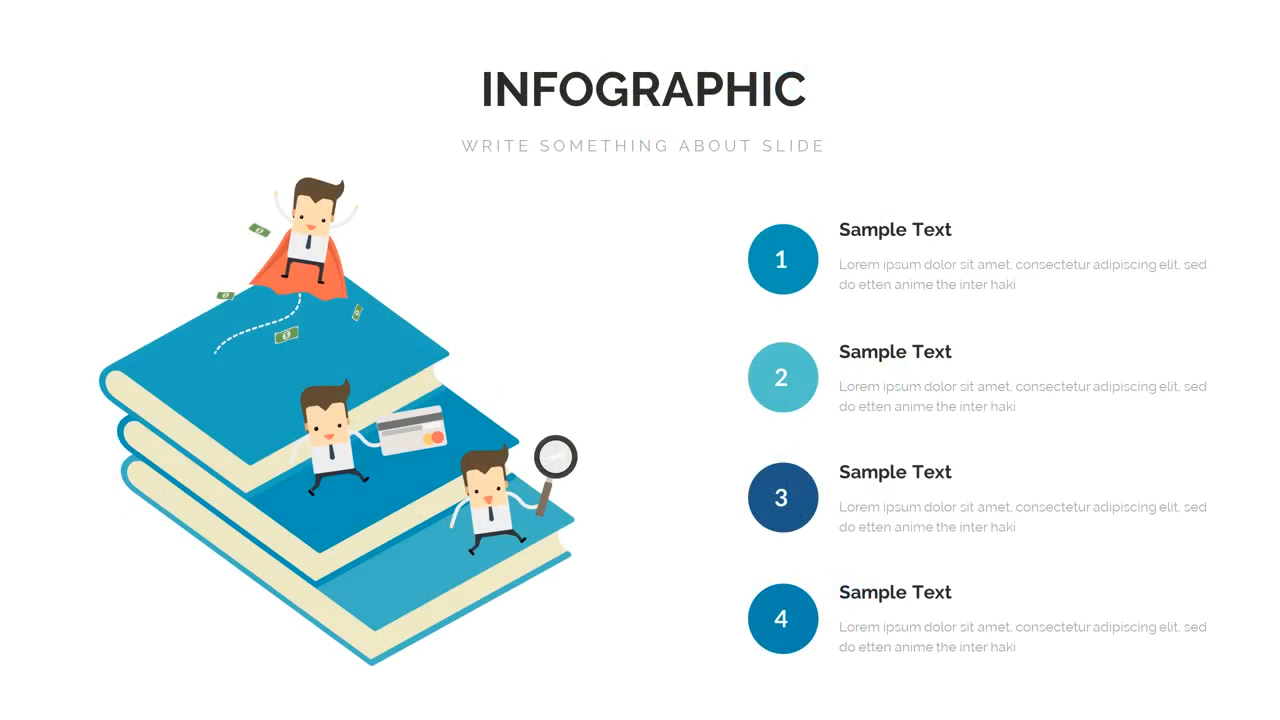 INFOGRAPHIC
WRITE SOMETHING ABOUT SLIDE
1
Sample Text
Lorem ipsum dolor sit amet, consectetur adipiscing elit, sed
do etten anime the inter haki
2
Sample Text
Lorem ipsum dolor sit amet, consectetur adipiscing elit, sed
do etten anime the inter haki
3
Sample Text
Lorem ipsum dolor sit amet, consectetur adipiscing elit, sed
do etten anime the inter haki
4
Sample Text
Lorem ipsum dolor sit amet, consectetur adipiscing elit, sed
do etten anime the inter haki